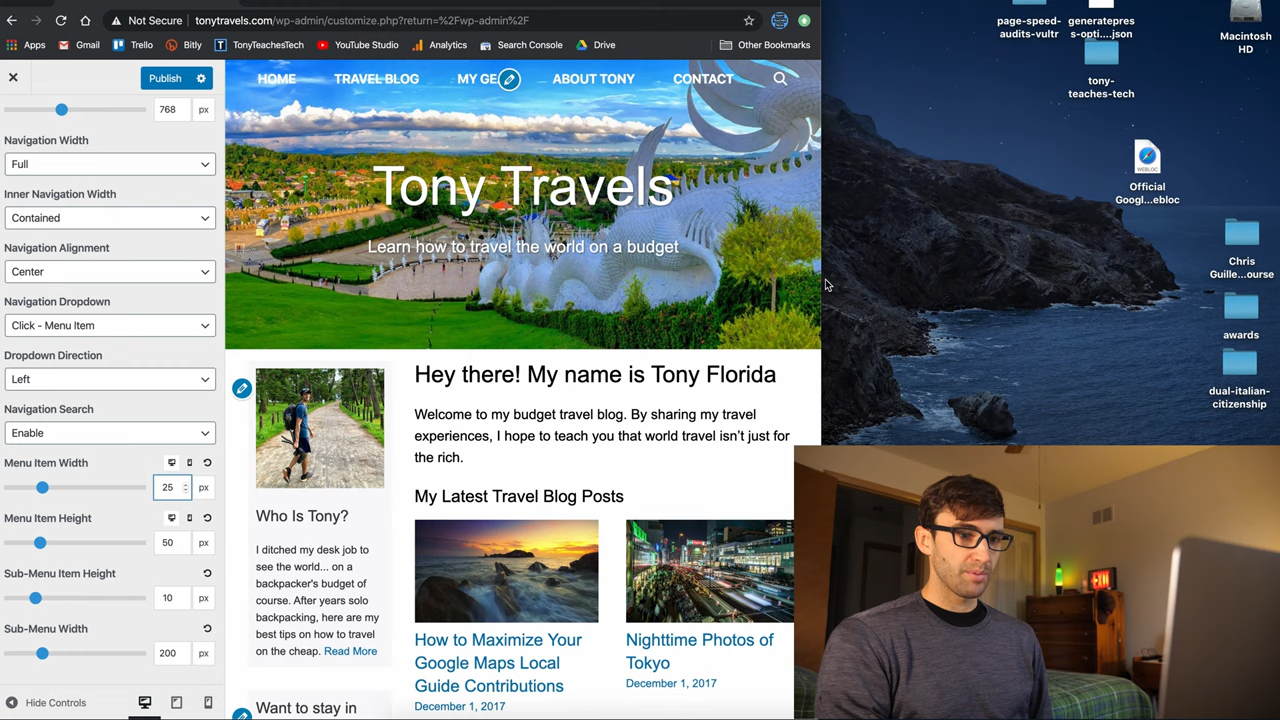 Not Secure
tonytravels.com/wp-admin/customize.php?return=%2Fwp-admin%2F
Apps
Gmail
Trello
Bitly
TonyTeachesTech
YouTube Studio
Analytics
Search Console
Drive
Other Bookmarks
Publish
768 px
Navigation Width
Full
Inner Navigation Width
Contained
Navigation Alignment
Center
Navigation Dropdown
Click - Menu Item
Dropdown Direction
Left
Navigation Search
Enable
Menu Item Width
25 px
Menu Item Height
50 px
Sub-Menu Item Height
10 px
Sub-Menu Width
200 px
Hide Controls
HOME
TRAVEL BLOG
MY GE
ABOUT TONY
CONTACT
Tony Travels
Learn how to travel the world on a budget
Who Is Tony?
I ditched my desk job to
see the world... on a
backpacker's budget of
course. After years solo
backpacking, here are my
best tips on how to travel
on the cheap. Read More
Want to stay in
Hey there! My name is Tony Florida
Welcome to my budget travel blog. By sharing my travel
experiences, I hope to teach you that world travel isn't just for
the rich.
My Latest Travel Blog Posts
How to Maximize Your
Google Maps Local
Guide Contributions
December 1, 2017
Nighttime Photos of
Tokyo
December 1, 2017
page-speed-
audits-vultr
generatepres
s-opti....json
Macintosh
HD
tony-
teaches-tech
WEBLOC
Official
Googl...ebloc
Chris
Guille...ourse
awards
dual-italian-
citizenship